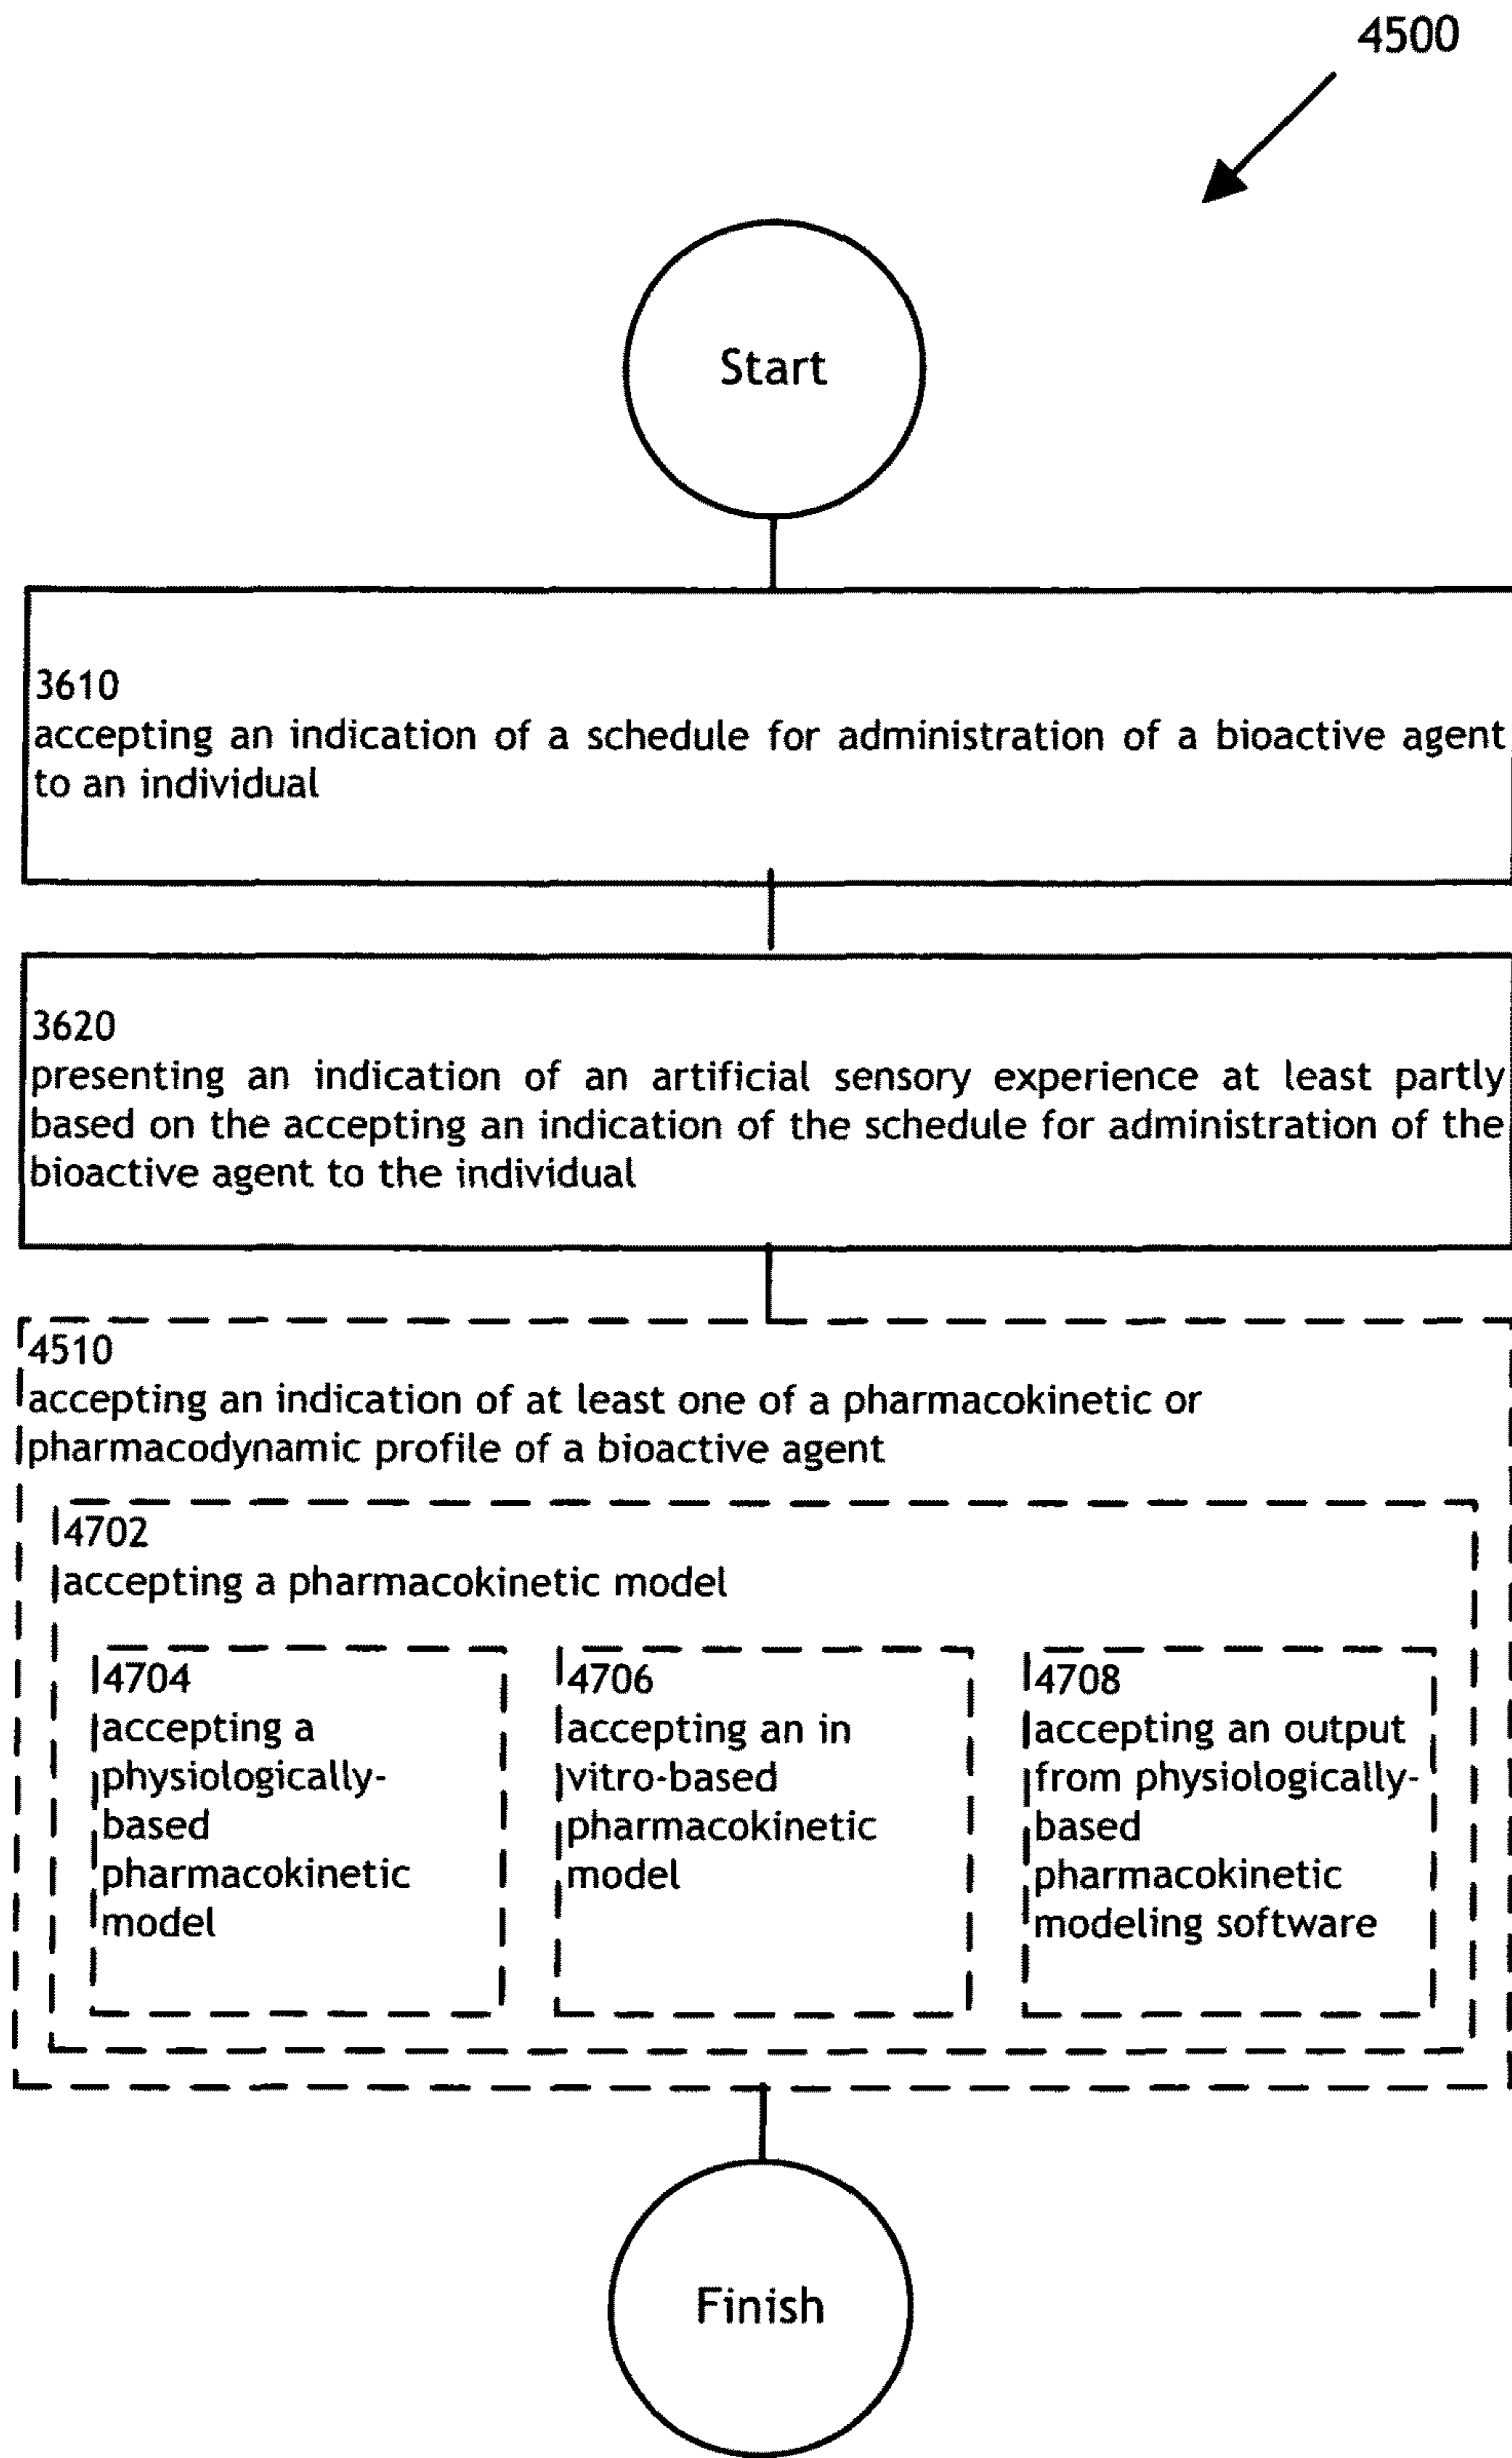 4500
Start
3610
accepting an indication of a schedule for administration of a bioactive agent
to an individual
3620
presenting an indication of an artificial sensory experience at least partly
based on the accepting an indication of the schedule for administration of the
bioactive agent to the individual
4510
accepting an indication of at least one of a pharmacokinetic or
pharmacodynamic profile of a bioactive agent
4702
accepting a pharmacokinetic model
4704
accepting a
physiologically-
based
pharmacokinetic
model
4706
accepting an in
vitro-based
pharmacokinetic
model
4708
accepting an output
from physiologically-
based
pharmacokinetic
modeling software
Finish